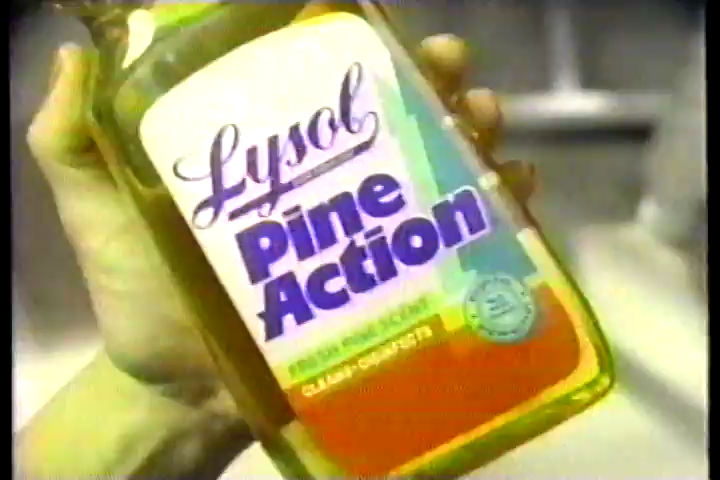 Lysol
Pine
Action
FRESH PINE SCENT
CLEANS • DISINFECTS